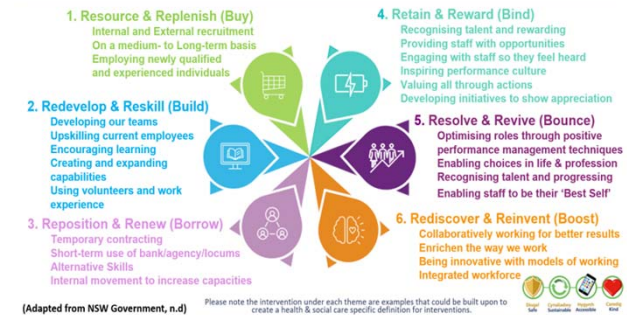 1. Resource & Replenish (Buy)
Internal and External recruitment
On a medium- to Long-term basis
Employing newly qualified
and experienced individuals
2. Redevelop & Reskill (Build)
Developing our teams
Upskilling current employees
Encouraging learning
Creating and expanding
capabilities
Using volunteers and work
experience
3. Reposition & Renew (Borrow)
Temporary contracting
Short-term use of bank/agency/locums
Alternative Skills
Internal movement to increase capacities
4. Retain & Reward (Bind)
Recognising talent and rewarding
Providing staff with opportunities
Engaging with staff so they feel heard
Inspiring performance culture
Valuing all through actions
Developing initiatives to show appreciation
5. Resolve & Revive (Bounce)
Optimising roles through positive
performance management techniques
Enabling choices in life & profession
Recognising talent and progressing
Enabling staff to be their ‘Best Self’
6. Rediscover & Reinvent (Boost)
Collaboratively working for better results
Enrichen the way we work
Being innovative with models of working
Integrated workforce
(Adapted from NSW Government, n.d)
Please note the intervention under each theme are examples that could be built upon to
create a health & social care specific definition for interventions.
Diogel
Safe
Cynaliadwy
Sustainable
Hygyrch
Accessible
Caredig
Kind